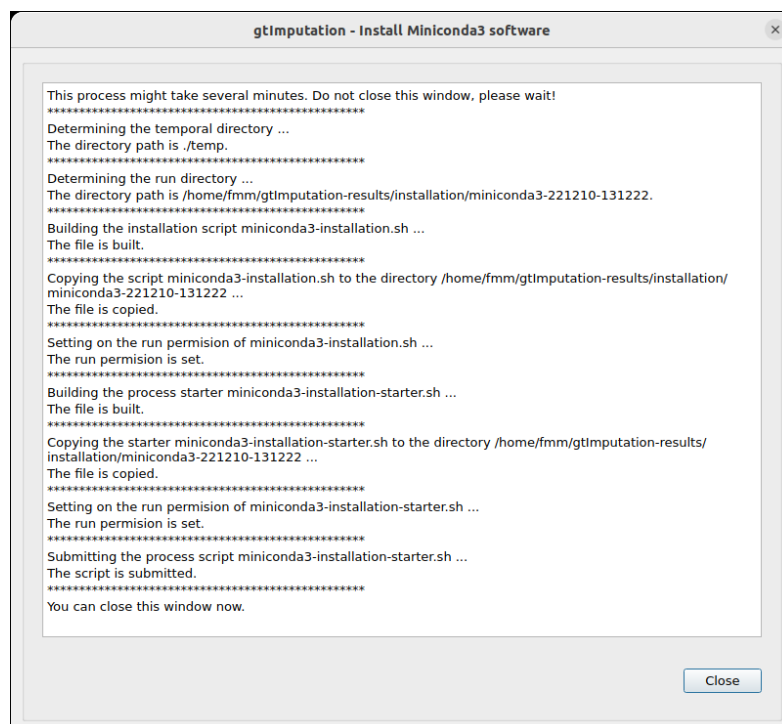 gtImputation - Install Miniconda3 software
This process might take several minutes. Do not close this window, please wait!
**************************************************
Determining the temporal directory ...
The directory path is ./temp.
**************************************************
Determining the run directory ...
The directory path is /home/fmm/gtImputation-results/installation/miniconda3-221210-131222.
**************************************************
Building the installation script miniconda3-installation.sh ...
The file is built.
**************************************************
Copying the script miniconda3-installation.sh to the directory /home/fmm/gtImputation-results/installation/
miniconda3-221210-131222 ...
The file is copied.
**************************************************
Setting on the run permision of miniconda3-installation.sh ...
The run permision is set.
**************************************************
Building the process starter miniconda3-installation-starter.sh ...
The file is built.
**************************************************
Copying the starter miniconda3-installation-starter.sh to the directory /home/fmm/gtImputation-results/
installation/miniconda3-221210-131222 ...
The file is copied.
**************************************************
Setting on the run permision of miniconda3-installation-starter.sh ...
The run permision is set.
**************************************************
Submitting the process script miniconda3-installation-starter.sh ...
The script is submitted.
**************************************************
You can close this window now.
Close